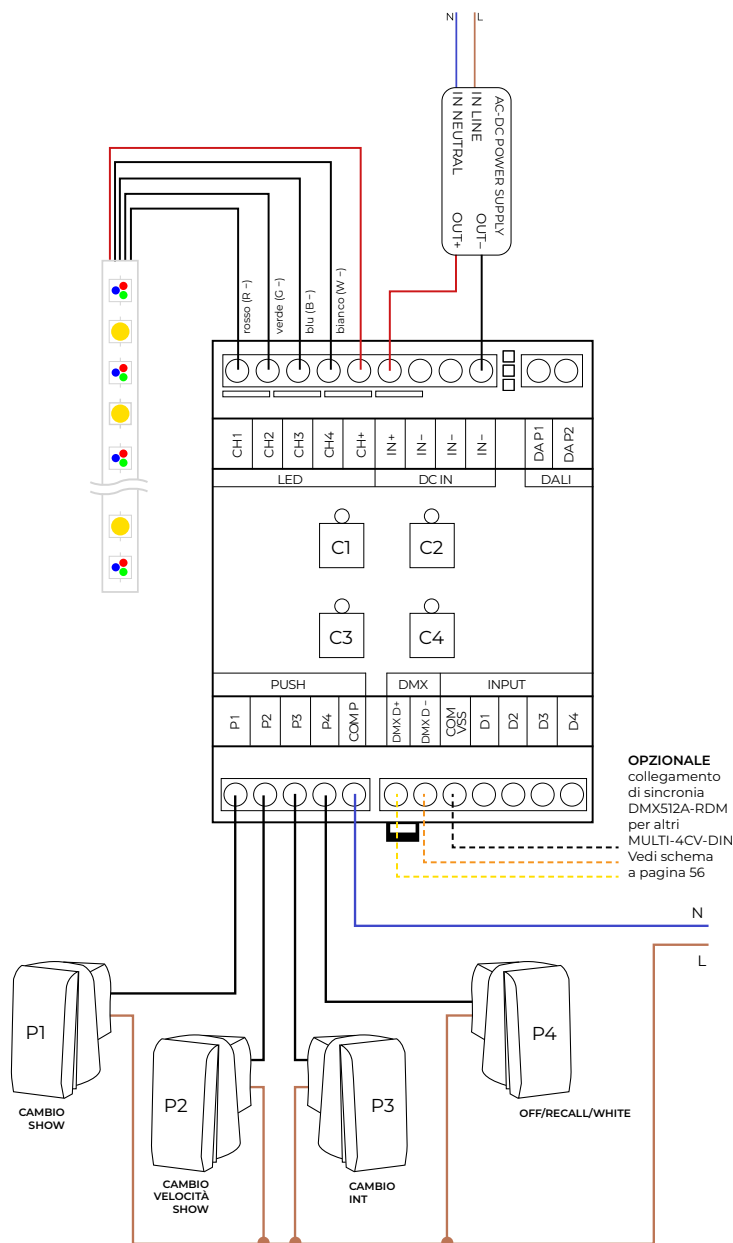 N L
AC-DC POWER SUPPLY
IN LINE
IN NEUTRAL
OUT+
OUT−
rosso (R −)
verde (G −)
blu (B −)
bianco (W −)
CH1 CH2 CH3 CH4 CH+ IN+ IN− IN− IN− DA P1 DA P2
LED DC IN DALI
C1 C2
C3 C4
PUSH DMX INPUT
P1 P2 P3 P4 COM P DMX D+ DMX D − COM VSS D1 D2 D3 D4
OPZIONALE
collegamento
di sincronia
DMX512A-RDM
per altri
MULTI-4CV-DIN
Vedi schema
a pagina 56
N
L
P1
CAMBIO
SHOW
P2
CAMBIO
VELOCITÀ
SHOW
P3
CAMBIO
INT
P4
OFF/RECALL/WHITE